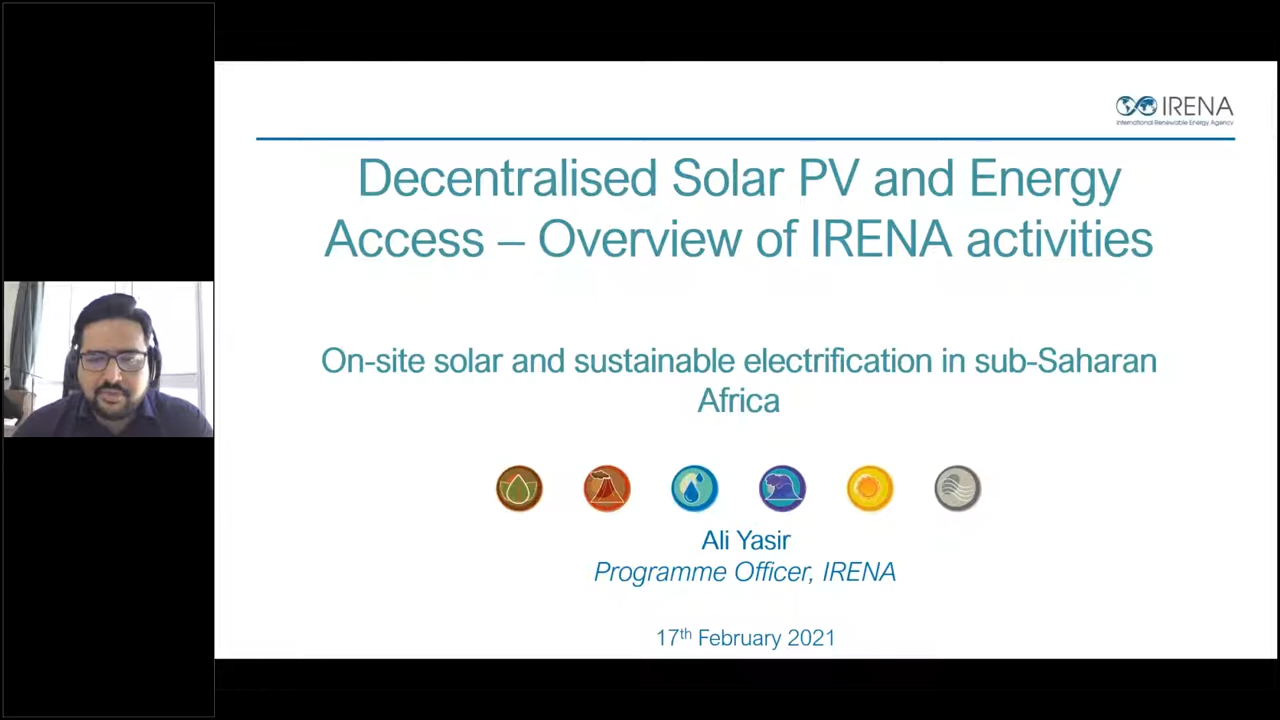 IRENA
International Renewable Energy Agency
Decentralised Solar PV and Energy
Access – Overview of IRENA activities
On-site solar and sustainable electrification in sub-Saharan
Africa
Ali Yasir
Programme Officer, IRENA
17th February 2021